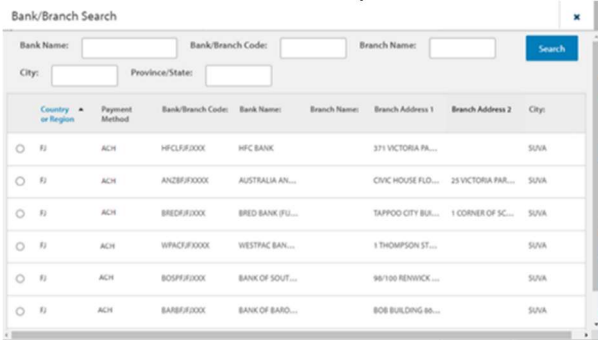 Bank/Branch Search
Bank Name: Bank/Branch Code: Branch Name: Search
City: Province/State:
Country or Region Payment Method Bank/Branch Code: Bank Name: Branch Name: Branch Address 1 Branch Address 2 City:
FJ ACH HFCLFJFJXXX HFC BANK 371 VICTORIA PA.... SUVA
FJ ACH ANZBFJFXXXX AUSTRALIA AN.... CIVIC HOUSE FLO... 25 VICTORIA PAR.... SUVA
FJ ACH BREDFJFJXXX BRED BANK (FIJ.... TAPPOO CITY BUI... 1 CORNER OF SC.... SUVA
FJ ACH WPACFJFXXXX WESTPAC BAN.... 1 THOMPSON ST.... SUVA
FJ ACH BOSPFJFJXXX BANK OF SOUT.... 98/100 RENWICK .... SUVA
FJ ACH BARBFJFJXXX BANK OF BARO.... BOB BUILDING 86.... SUVA